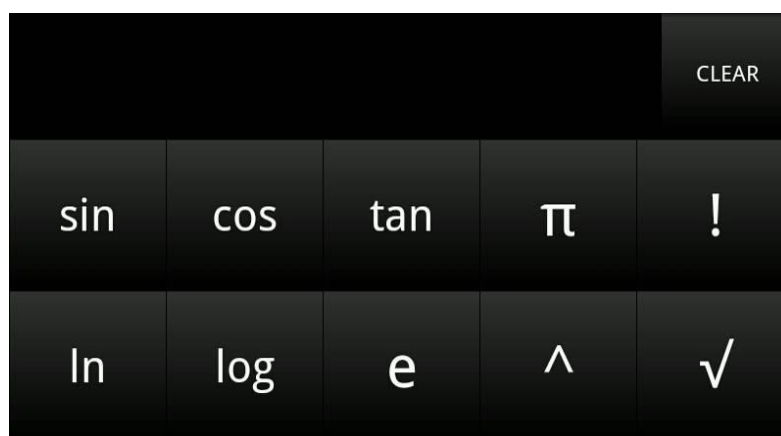 CLEAR
sin cos tan π !
ln log e ^ √